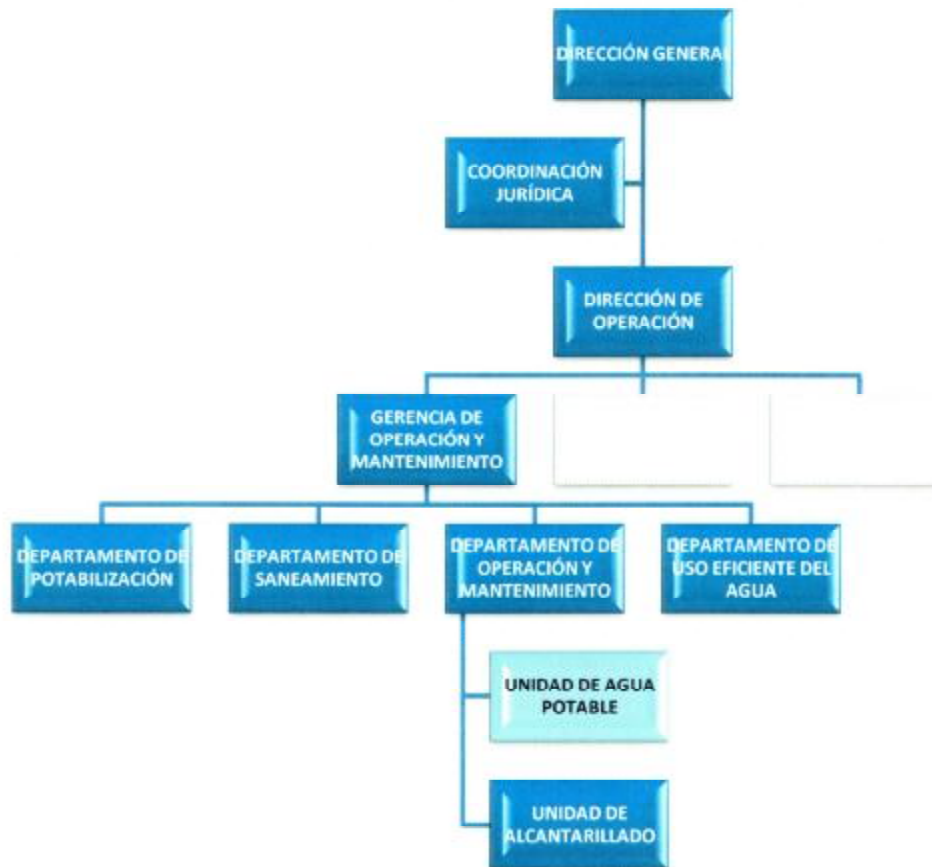 DIRECCIÓN GENERAL
COORDINACIÓN
JURÍDICA
DIRECCIÓN DE
OPERACIÓN
GERENCIA DE
OPERACIÓN Y
MANTENIMIENTO
DEPARTAMENTO DE
POTABILIZACIÓN
DEPARTAMENTO DE
SANEAMIENTO
DEPARTAMENTO DE
OPERACIÓN Y
MANTENIMIENTO
DEPARTAMENTO DE
USO EFICIENTE DEL
AGUA
UNIDAD DE AGUA
POTABLE
UNIDAD DE
ALCANTARILLADO